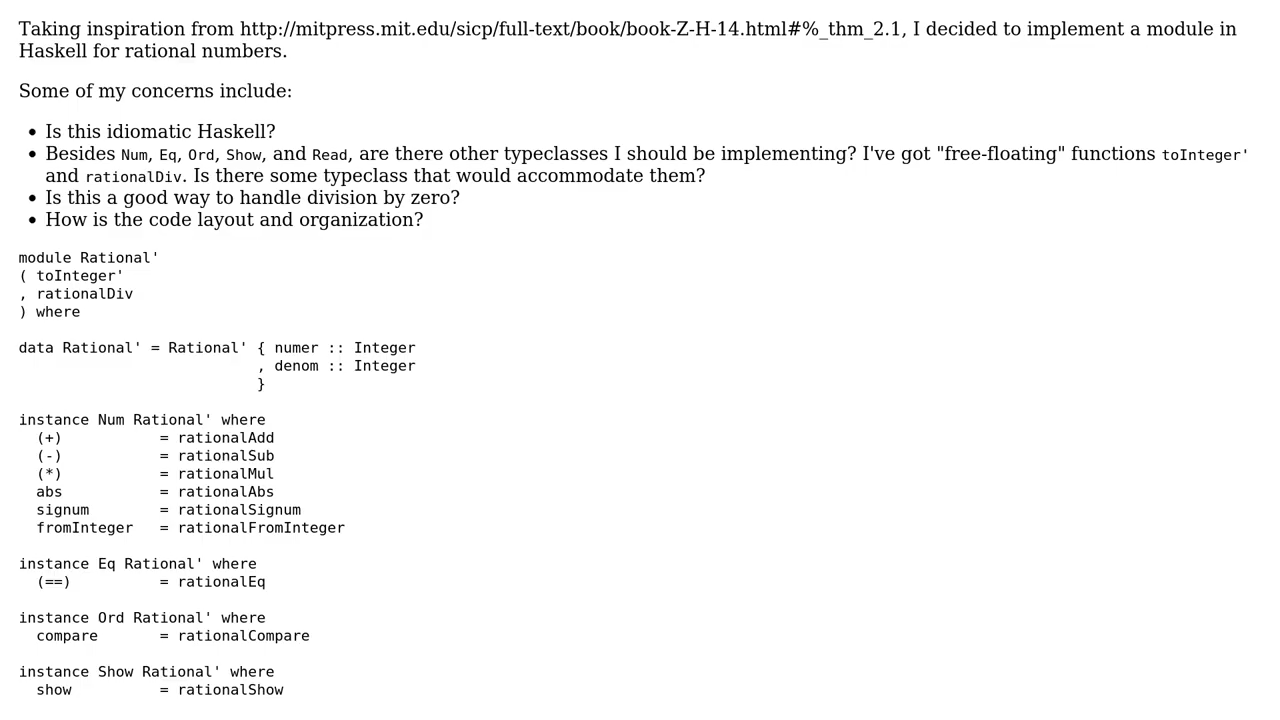 Taking inspiration from http://mitpress.mit.edu/sicp/full-text/book/book-Z-H-14.html#%_thm_2.1, I decided to implement a module in
Haskell for rational numbers.
Some of my concerns include:
• Is this idiomatic Haskell?
• Besides Num, Eq, Ord, Show, and Read, are there other typeclasses I should be implementing? I've got "free-floating" functions toInteger'
and rationalDiv. Is there some typeclass that would accommodate them?
• Is this a good way to handle division by zero?
• How is the code layout and organization?
module Rational'
( toInteger'
, rationalDiv
) where
data Rational' = Rational' { numer :: Integer
                           , denom :: Integer
                           }
instance Num Rational' where
  (+)           = rationalAdd
  (-)           = rationalSub
  (*)           = rationalMul
  abs           = rationalAbs
  signum        = rationalSignum
  fromInteger   = rationalFromInteger
instance Eq Rational' where
  (==)          = rationalEq
instance Ord Rational' where
  compare       = rationalCompare
instance Show Rational' where
  show          = rationalShow